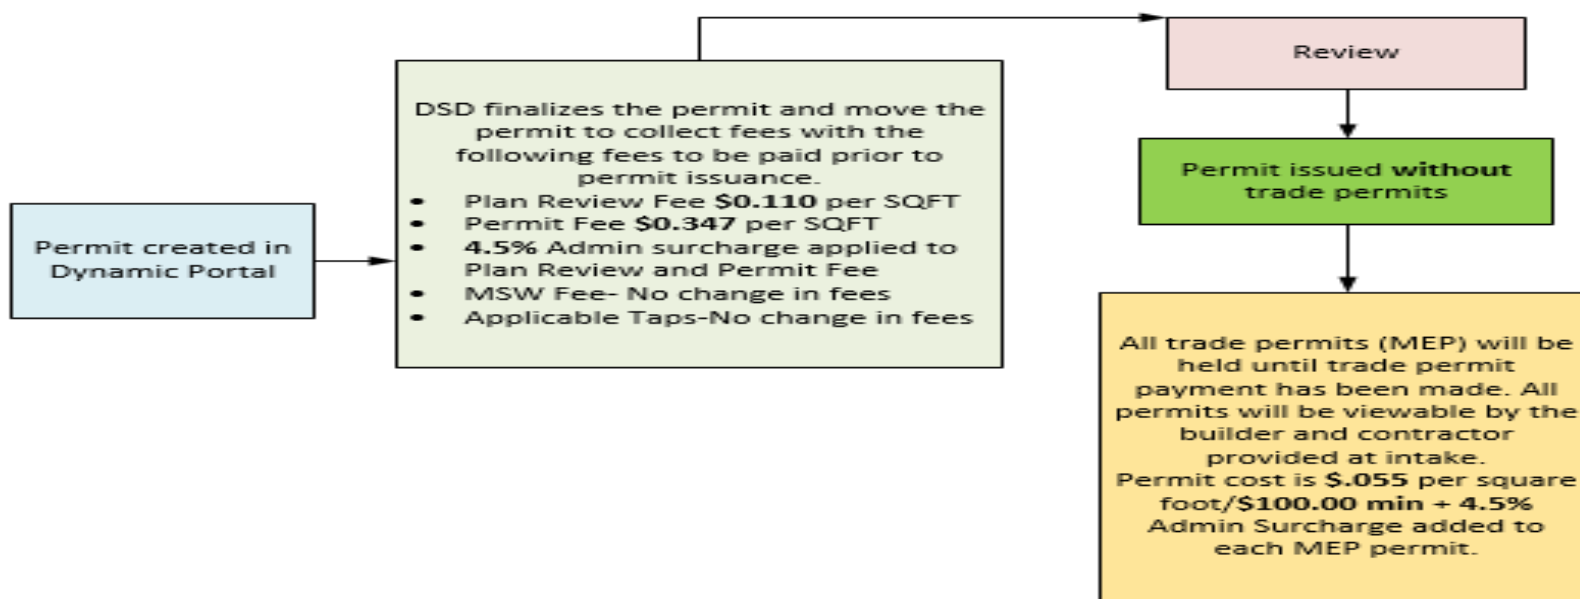 Permit created in
Dynamic Portal
DSD finalizes the permit and move the
permit to collect fees with the
following fees to be paid prior to
permit issuance.
• Plan Review Fee $0.110 per SQFT
• Permit Fee $0.347 per SQFT
• 4.5% Admin surcharge applied to
Plan Review and Permit Fee
• MSW Fee- No change in fees
• Applicable Taps-No change in fees
Review
Permit issued without
trade permits
All trade permits (MEP) will be
held until trade permit
payment has been made. All
permits will be viewable by the
builder and contractor
provided at intake.
Permit cost is $.055 per square
foot/$100.00 min + 4.5%
Admin Surcharge added to
each MEP permit.